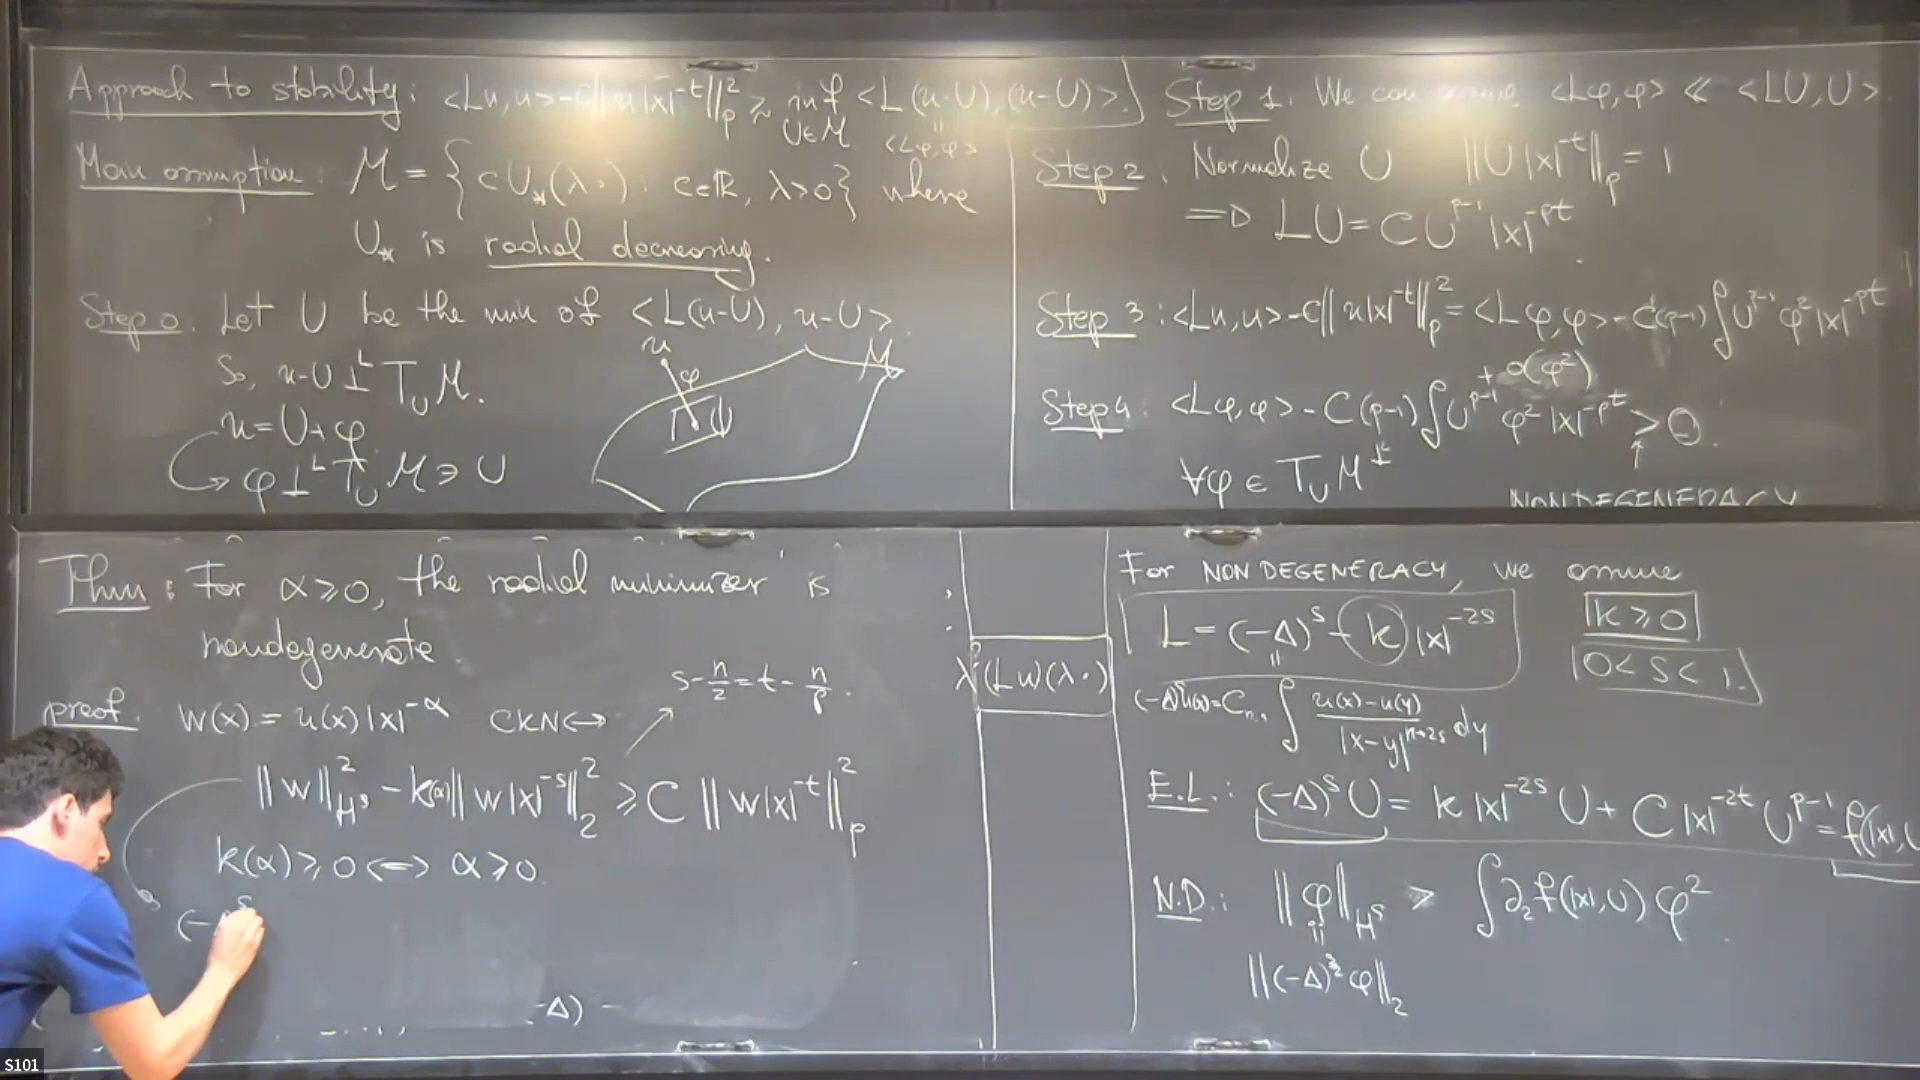 Approach to stability: <Lu,u> - C‖u|x|^{-t}‖_p^2 ≳ inf_{U∈M} <L(u-U),(u-U)>.
<Lφ,φ>
Main assumption: M = {cU_*(λ·) : c∈R, λ>0} where
U_* is radial decreasing.
Step 0. Let U be the min of <L(u-U), u-U>.
So, u-U ⊥^L T_U M.
u = U+φ
φ ⊥^L T_U M ∋ U
u
φ
M
U
Step 1. We can assume <Lφ,φ> ≪ <LU,U>.
Step 2. Normalize U ‖U|x|^{-t}‖_p = 1
⇒ LU = C U^{p-1} |x|^{-pt}
Step 3: <Lu,u> - C‖u|x|^{-t}‖_p^2 = <Lφ,φ> - C(p-1)∫U^{p-2} φ^2 |x|^{-pt}
+ o(φ^2)
Step 4: <Lφ,φ> - C(p-1)∫U^{p-1} φ^2 |x|^{-pt} > 0.
∀φ ∈ T_U M^{⊥L}
NONDEGENERACY
Thm: For α ≥ 0, the radial minimizer is
nondegenerate
s - n/2 = t - n/p.
proof. w(x) = u(x)|x|^{-α} CKN ↔
‖w‖_{H^s}^2 - k(α)‖w|x|^{-s}‖_2^2 ≥ C‖w|x|^{-t}‖_p^2
k(α) ≥ 0 ↔ α ≥ 0.
(-Δ)^s
-Δ) -
λ^s(Lu)(λ·)
For NONDEGENERACY, we assume
L = (-Δ)^s - k|x|^{-2s}
k ≥ 0
0 < s < 1.
(-Δ)^s u(x) = C_{n,s} ∫ (u(x)-u(y))/|x-y|^{n+2s} dy
E.L.: (-Δ)^s U = k|x|^{-2s} U + C|x|^{-2t} U^{p-1} = f(|x|,U
N.D.: ‖φ‖_{H^s} > ∫∂_2 f(|x|,U) φ^2
‖(-Δ)^{s/2} φ‖_2
S101